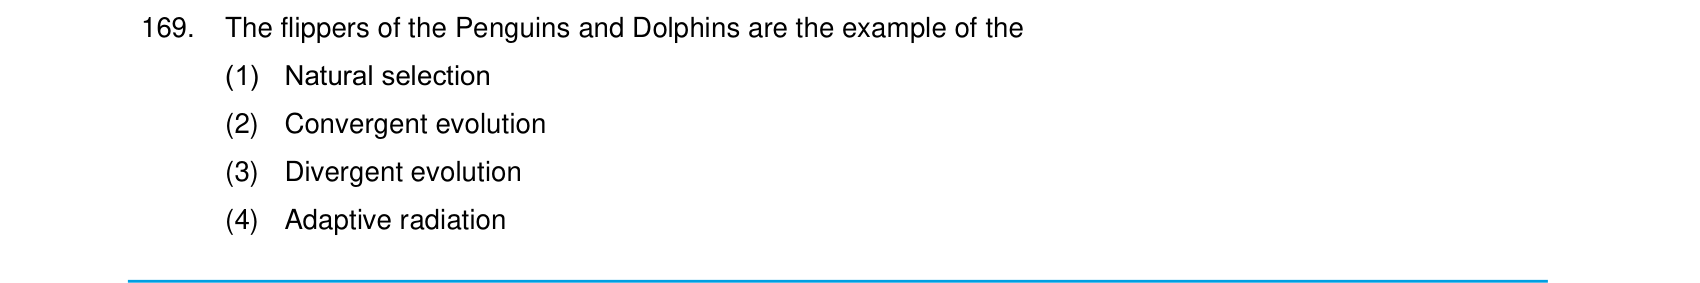 169. The flippers of the Penguins and Dolphins are the example of the
(1) Natural selection
(2) Convergent evolution
(3) Divergent evolution
(4) Adaptive radiation